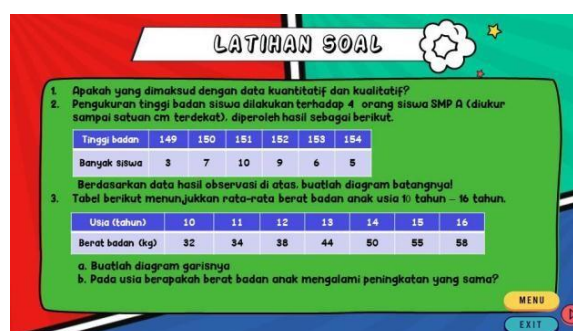 LATIHAN SOAL
1. Apakah yang dimaksud dengan data kuantitatif dan kualitatif?
2. Pengukuran tinggi badan siswa dilakukan terhadap 4 orang siswa SMP A (diukur
sampai satuan cm terdekat), diperoleh hasil sebagai berikut.
Tinggi badan 149 150 151 152 153 154
Banyak siswa 3 7 10 9 6 5
Berdasarkan data hasil observasi di atas, buatlah diagram batangnya!
3. Tabel berikut menunjukkan rata-rata berat badan anak usia 10 tahun – 16 tahun.
Usia (tahun) 10 11 12 13 14 15 16
Berat badan (kg) 32 34 38 44 50 55 58
a. Buatlah diagram garisnya
b. Pada usia berapakah berat badan anak mengalami peningkatan yang sama?
MENU
EXIT